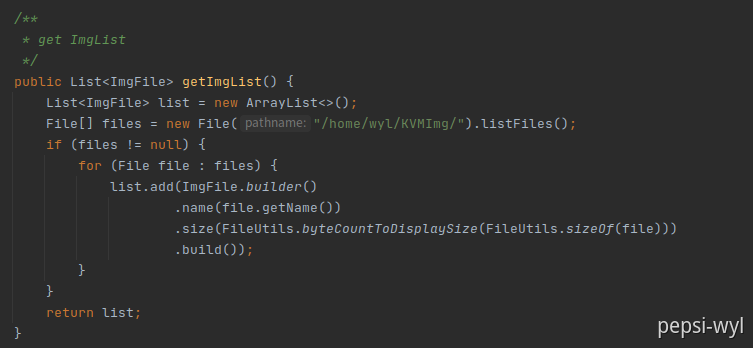 /**
 * get ImgList
 */
public List<ImgFile> getImgList() {
    List<ImgFile> list = new ArrayList<>();
    File[] files = new File( pathname: "/home/wyl/KVMImg/").listFiles();
    if (files != null) {
        for (File file : files) {
            list.add(ImgFile.builder()
                    .name(file.getName())
                    .size(FileUtils.byteCountToDisplaySize(FileUtils.sizeOf(file)))
                    .build());
        }
    }
    return list;
}
pepsi-wyl